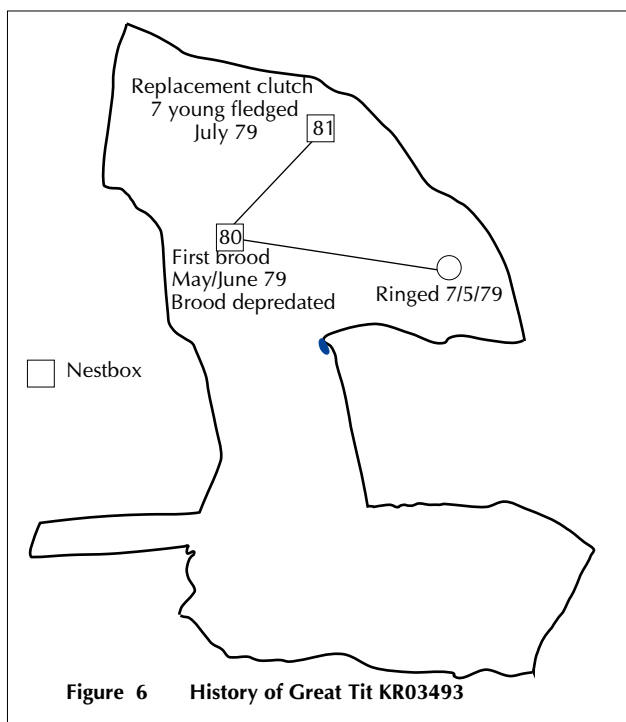 Replacement clutch
7 young fledged
July 79
81
80
First brood
May/June 79
Brood depredated
Ringed 7/5/79
Nestbox
Figure 6 History of Great Tit KR03493